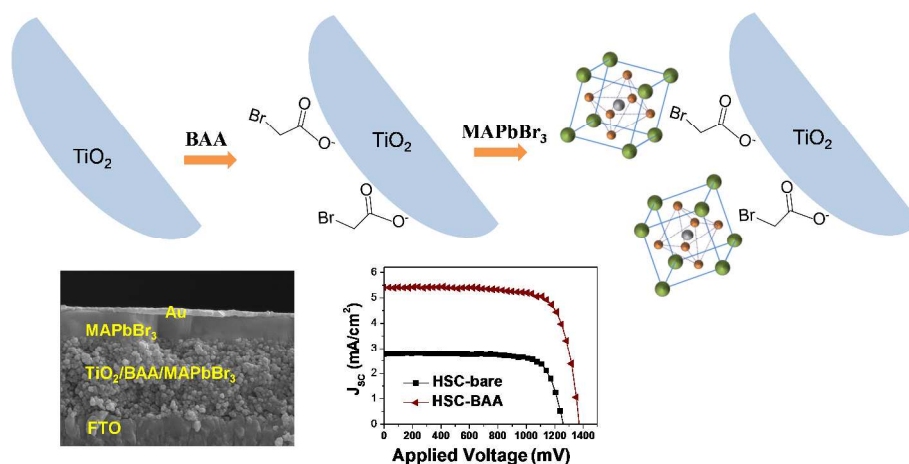 TiO2
BAA
Br
O
O-
Br
O
O-
TiO2
MAPbBr3
Br
O
O-
Br
O
O-
TiO2
Au
MAPbBr3
TiO2/BAA/MAPbBr3
FTO
JSC (mA/cm2)
6
5
4
3
2
1
0
HSC-bare
HSC-BAA
0 200 400 600 800 1000 1200 1400
Applied Voltage (mV)